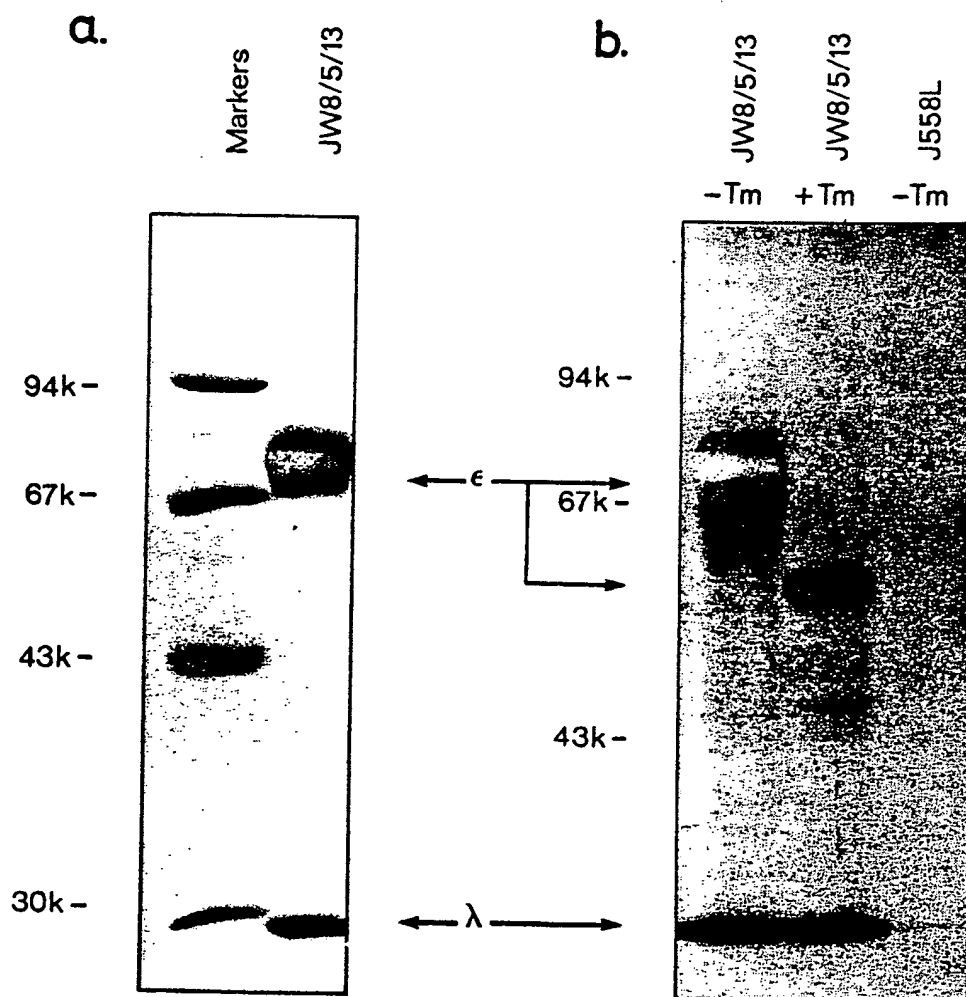 a.
Markers
JW8/5/13
94k-
67k-
43k-
30k-
ϵ
λ
b.
JW8/5/13
JW8/5/13
J558L
-Tm
+Tm
-Tm
94k-
67k-
43k-